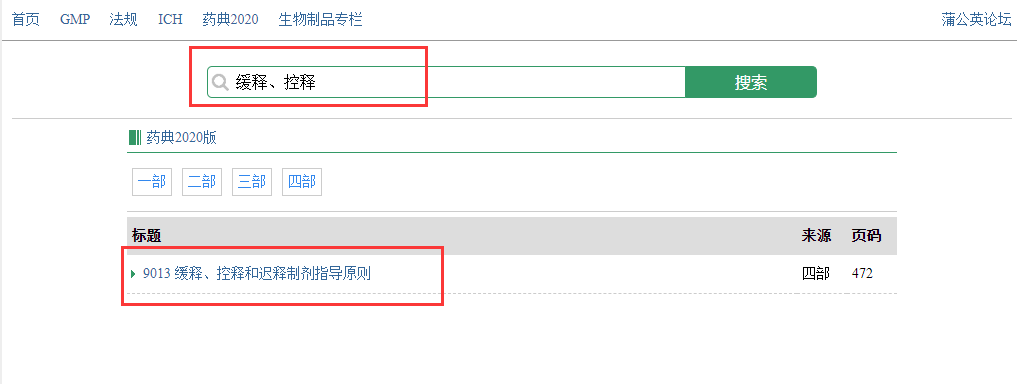 首页 GMP 法规 ICH 药典2020 生物制品专栏 蒲公英论坛
缓释、控释 搜索
药典2020版
一部 二部 三部 四部
标题 来源 页码
9013 缓释、控释和迟释制剂指导原则 四部 472